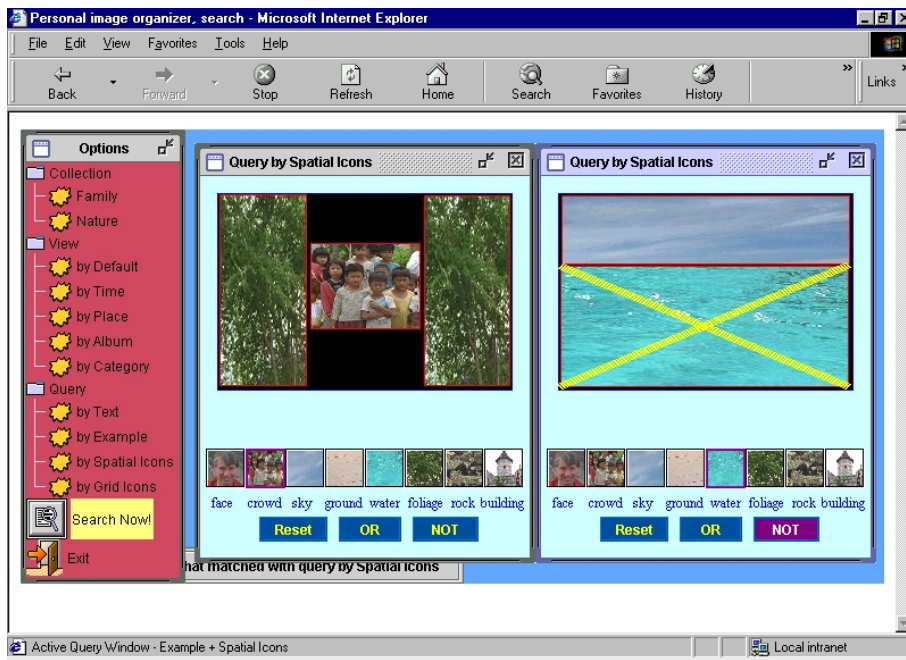 Personal image organizer, search - Microsoft Internet Explorer
File Edit View Favorites Tools Help
Back Forward Stop Refresh Home Search Favorites History » Links »
Options
Collection
Family
Nature
View
by Default
by Time
by Place
by Album
by Category
Query
by Text
by Example
by Spatial Icons
by Grid Icons
Search Now!
Exit
Query by Spatial Icons
face crowd sky ground water foliage rock building
Reset OR NOT
Query by Spatial Icons
face crowd sky ground water foliage rock building
Reset OR NOT
hat matched with query by Spatial Icons
Active Query Window - Example + Spatial Icons
Local intranet